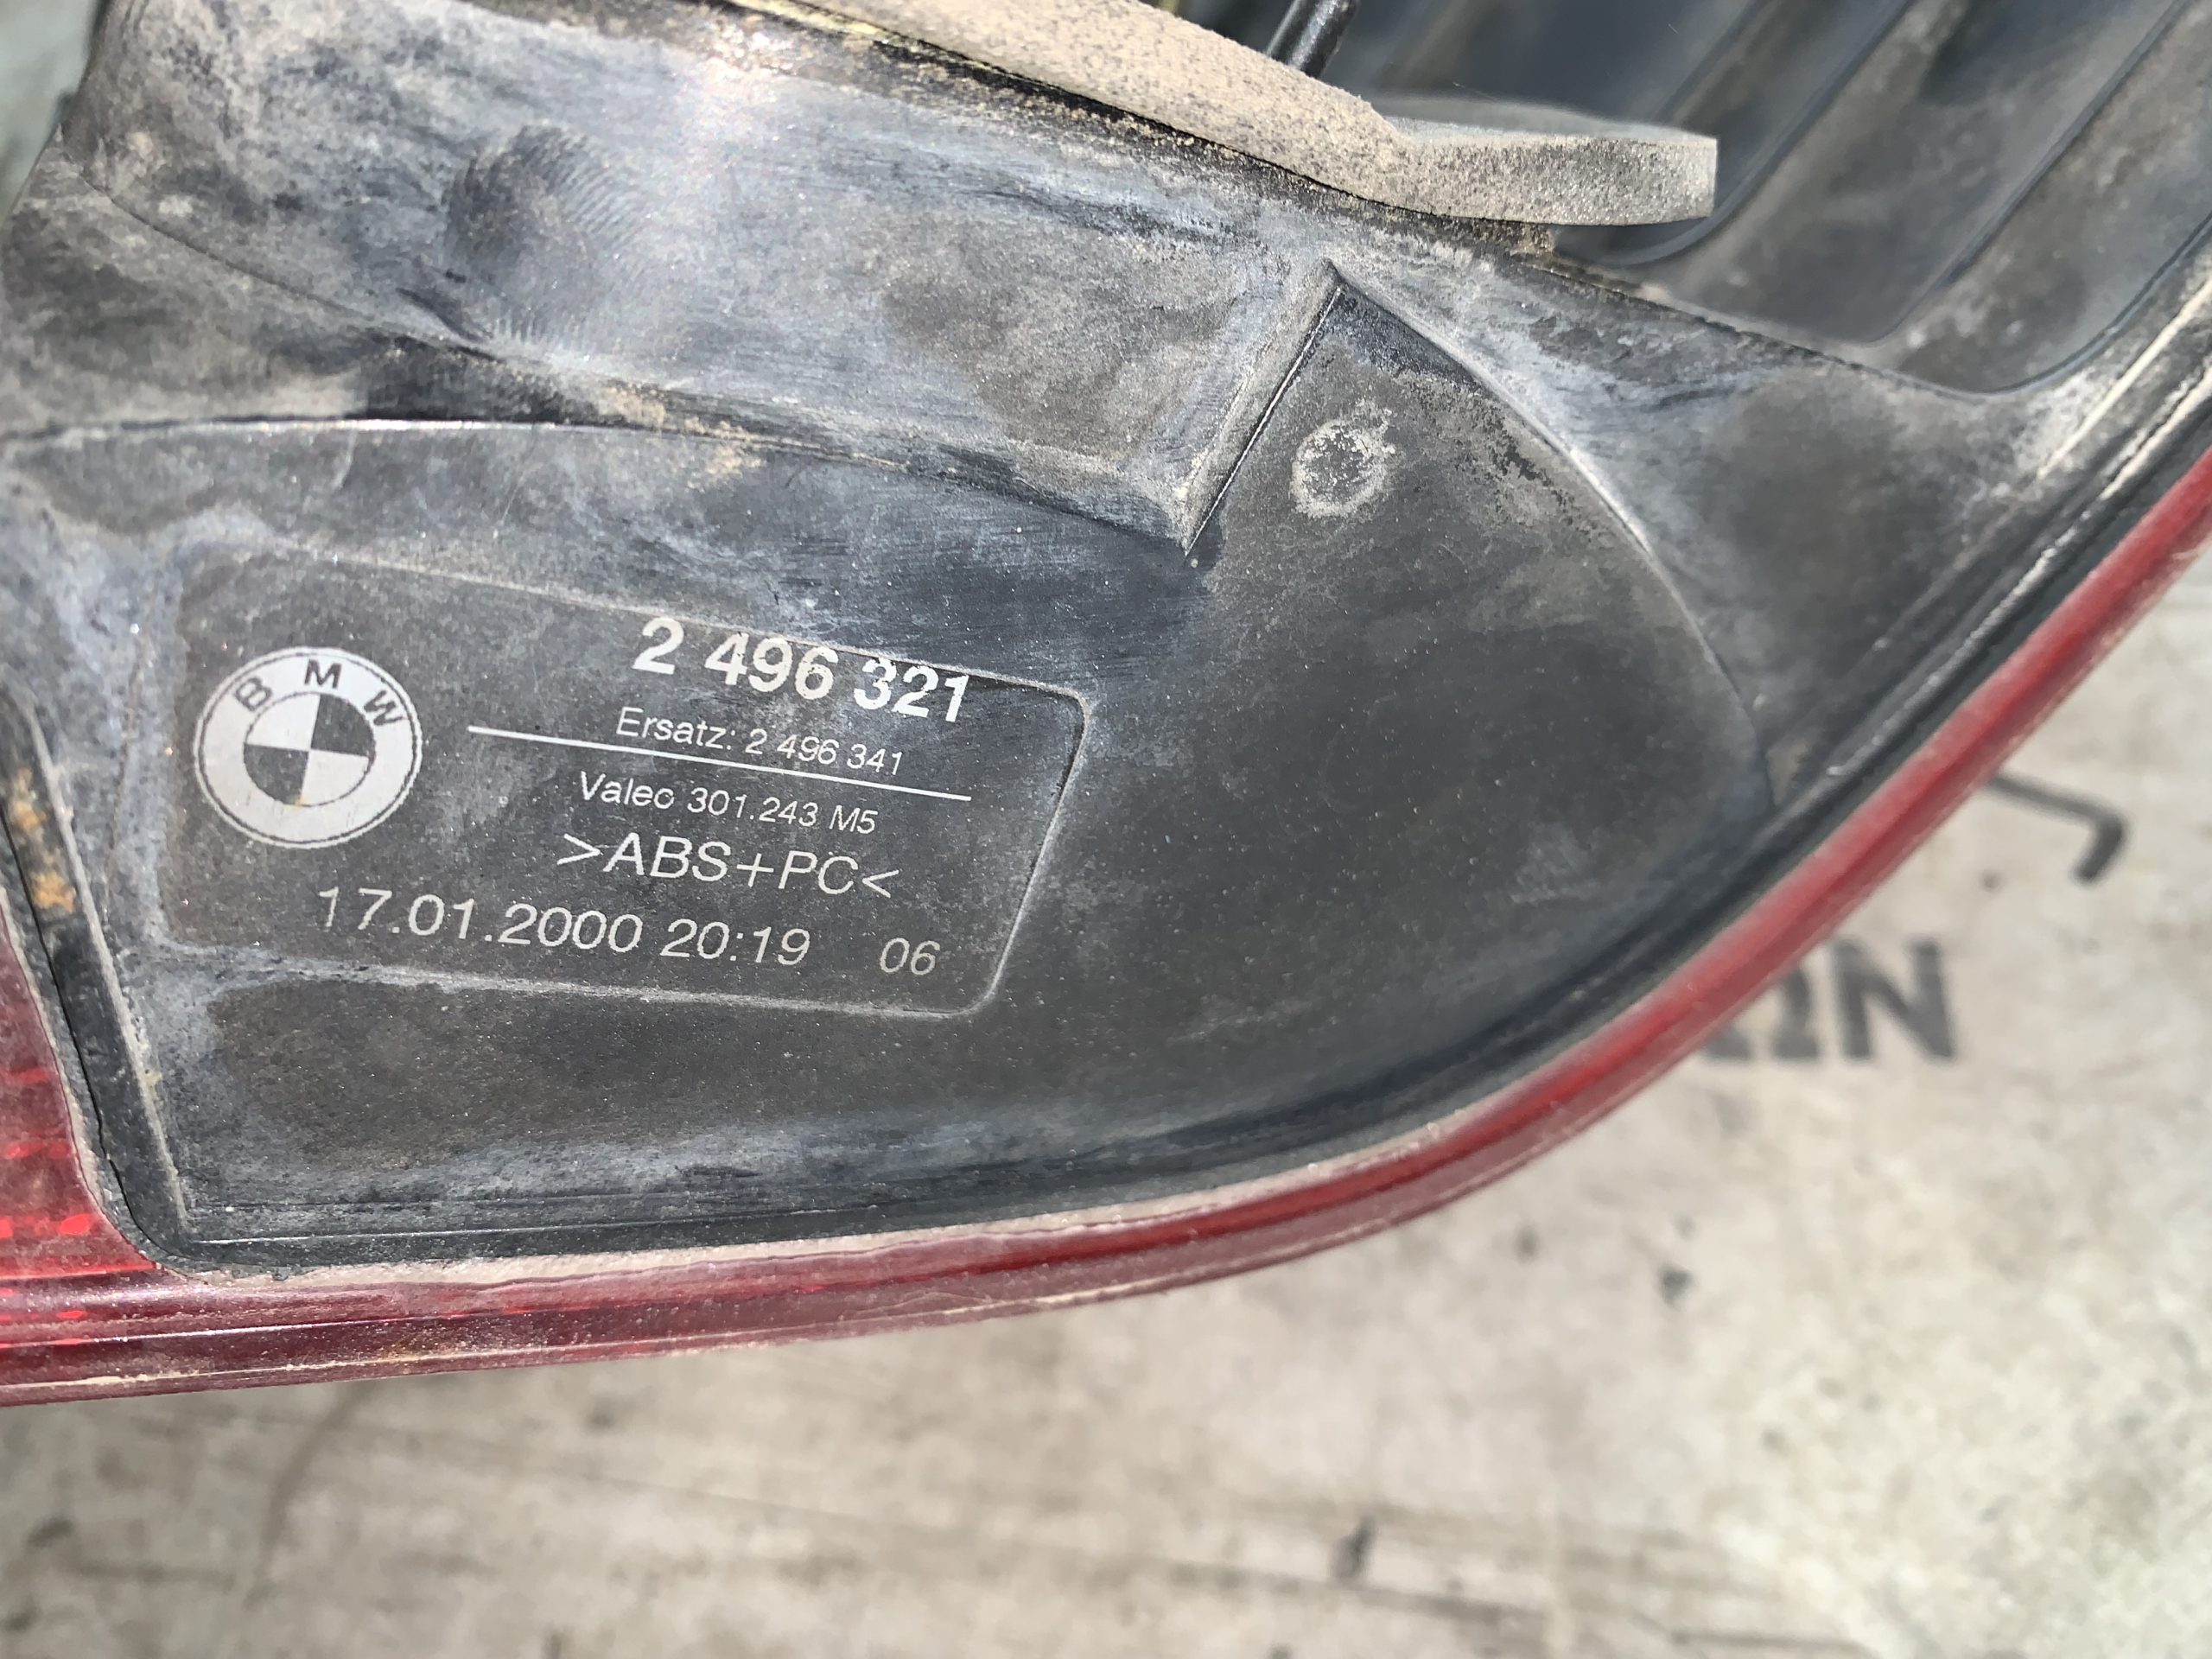 BMW
2 496 321
Ersatz: 2 496 341
Valeo 301.243 M5
>ABS+PC<
17.01.2000 20:19 06